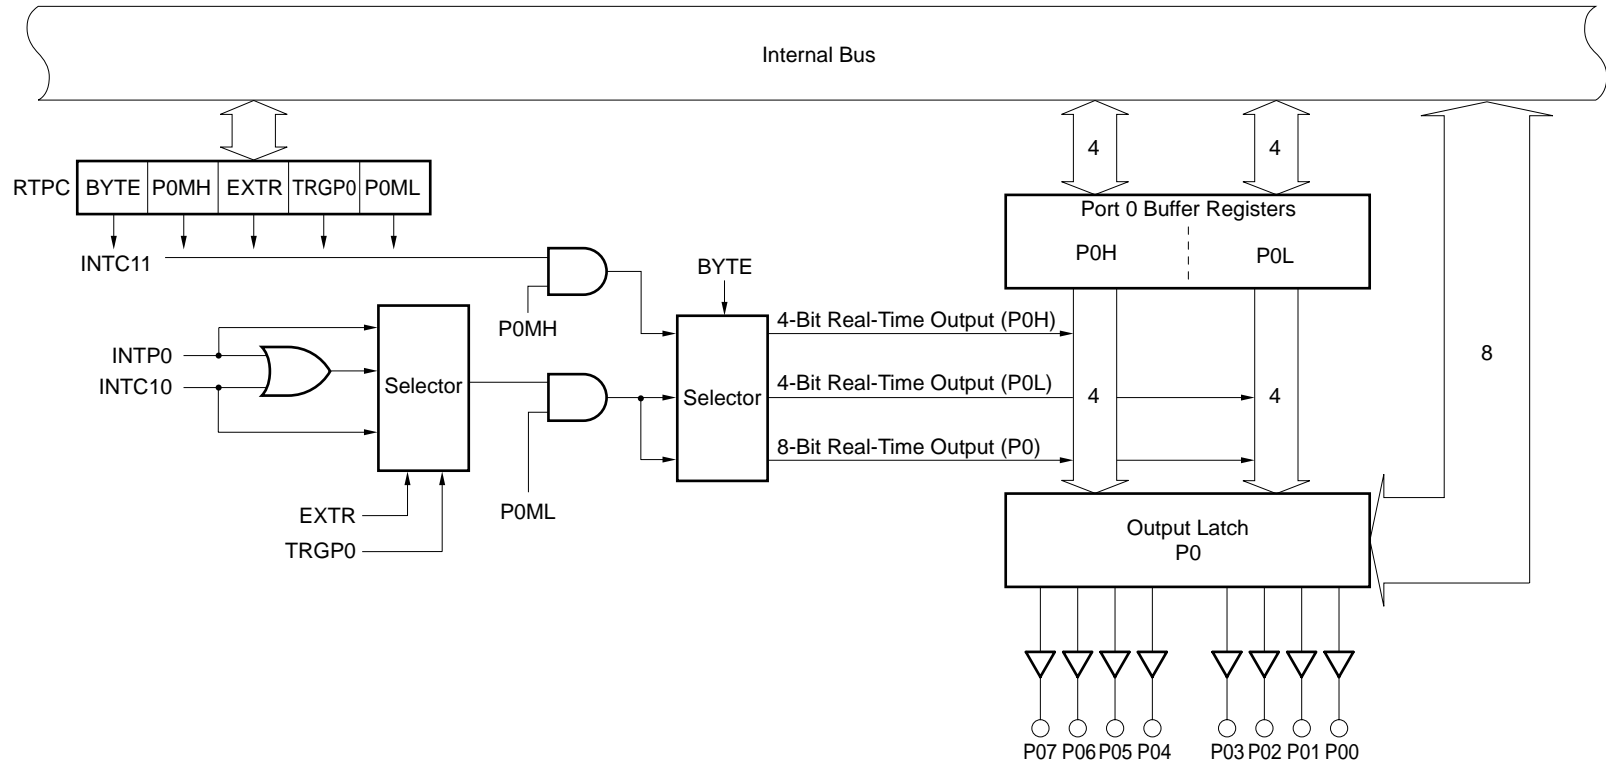 Internal Bus
4
4
RTPC
BYTE
P0MH
EXTR
TRGP0
P0ML
Port 0 Buffer Registers
P0H
P0L
INTC11
BYTE
P0MH
4-Bit Real-Time Output (P0H)
INTP0
INTC10
Selector
Selector
4-Bit Real-Time Output (P0L)
4
4
8
8-Bit Real-Time Output (P0)
EXTR
P0ML
TRGP0
Output Latch
P0
P07 P06 P05 P04 P03 P02 P01 P00